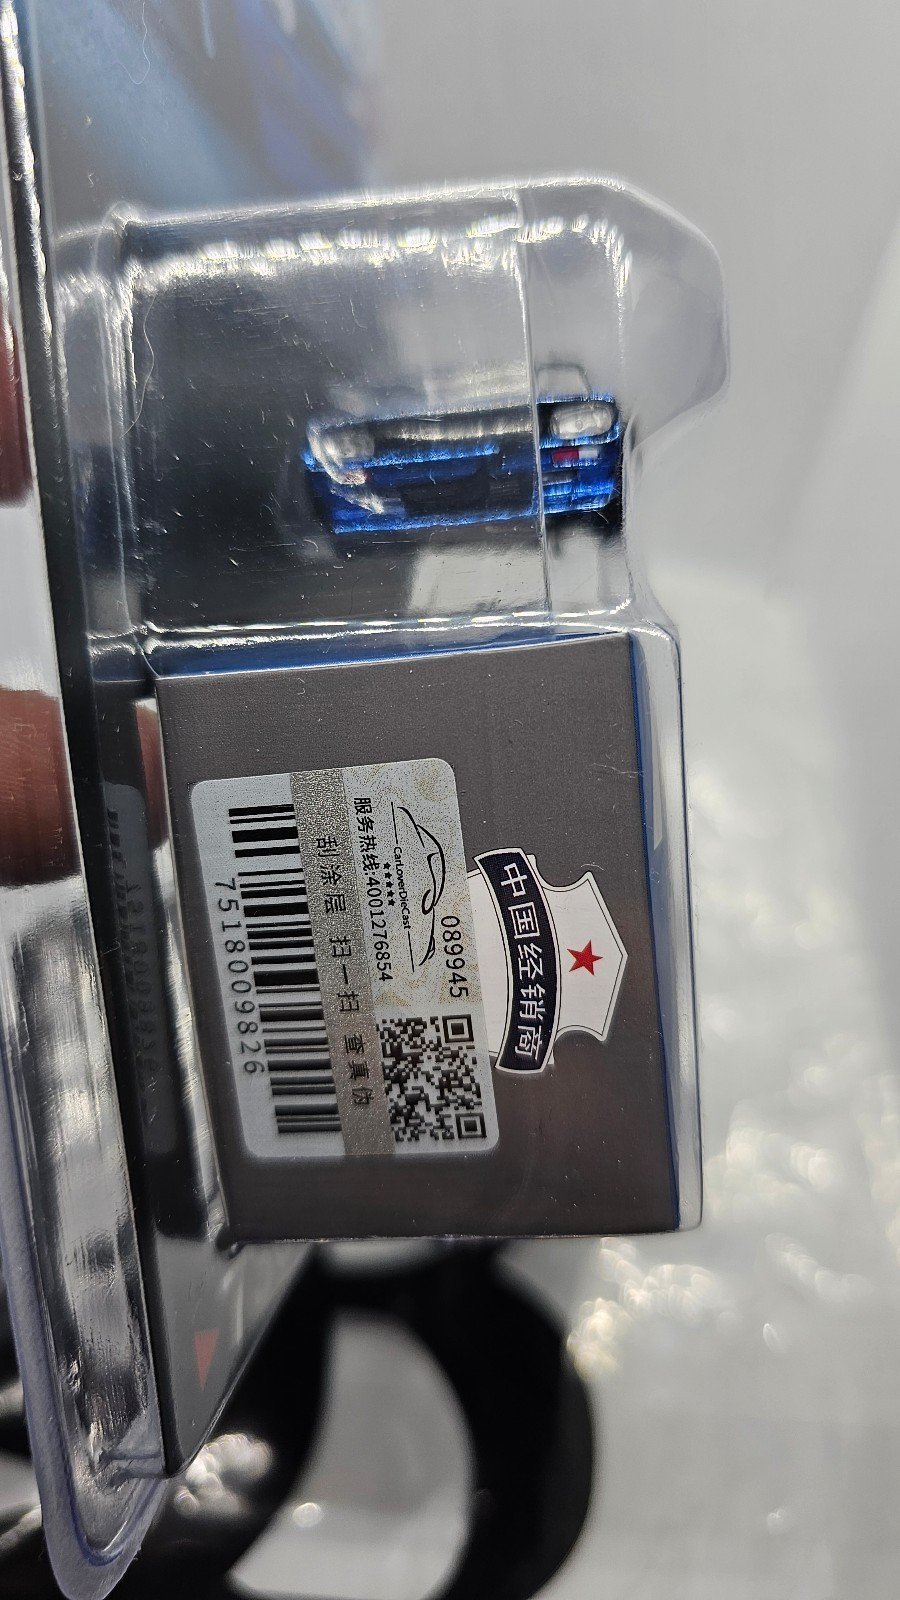 中国经销商
089945
CarLoverDieCast
服务热线:4001276854
刮涂层 扫一扫 查真伪
7518009826